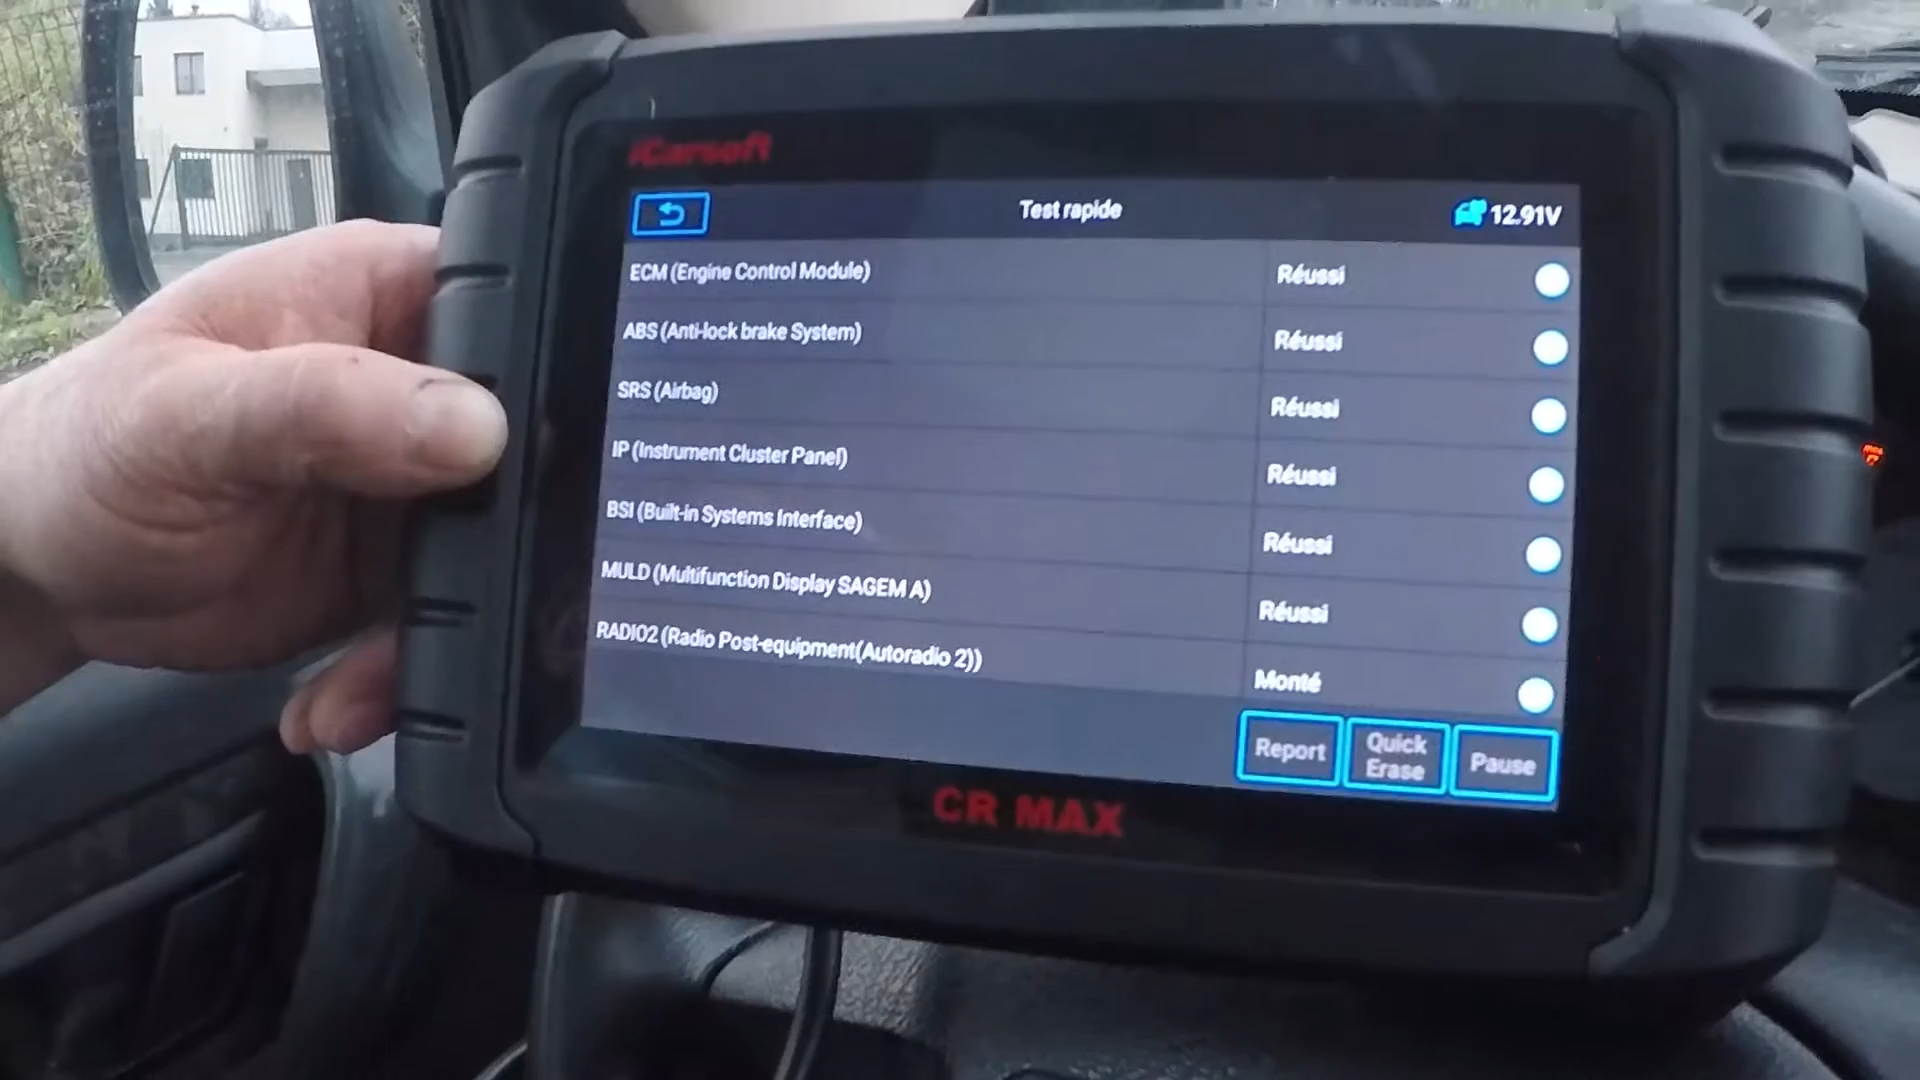 iCarsoft
Test rapide
12.91V
ECM (Engine Control Module) Réussi
ABS (Anti-lock brake System) Réussi
SRS (Airbag) Réussi
IP (Instrument Cluster Panel) Réussi
BSI (Built-in Systems Interface) Réussi
MULD (Multifunction Display SAGEM A) Réussi
RADIO2 (Radio Post-equipment(Autoradio 2)) Monté
Report
Quick
Erase
Pause
CR MAX